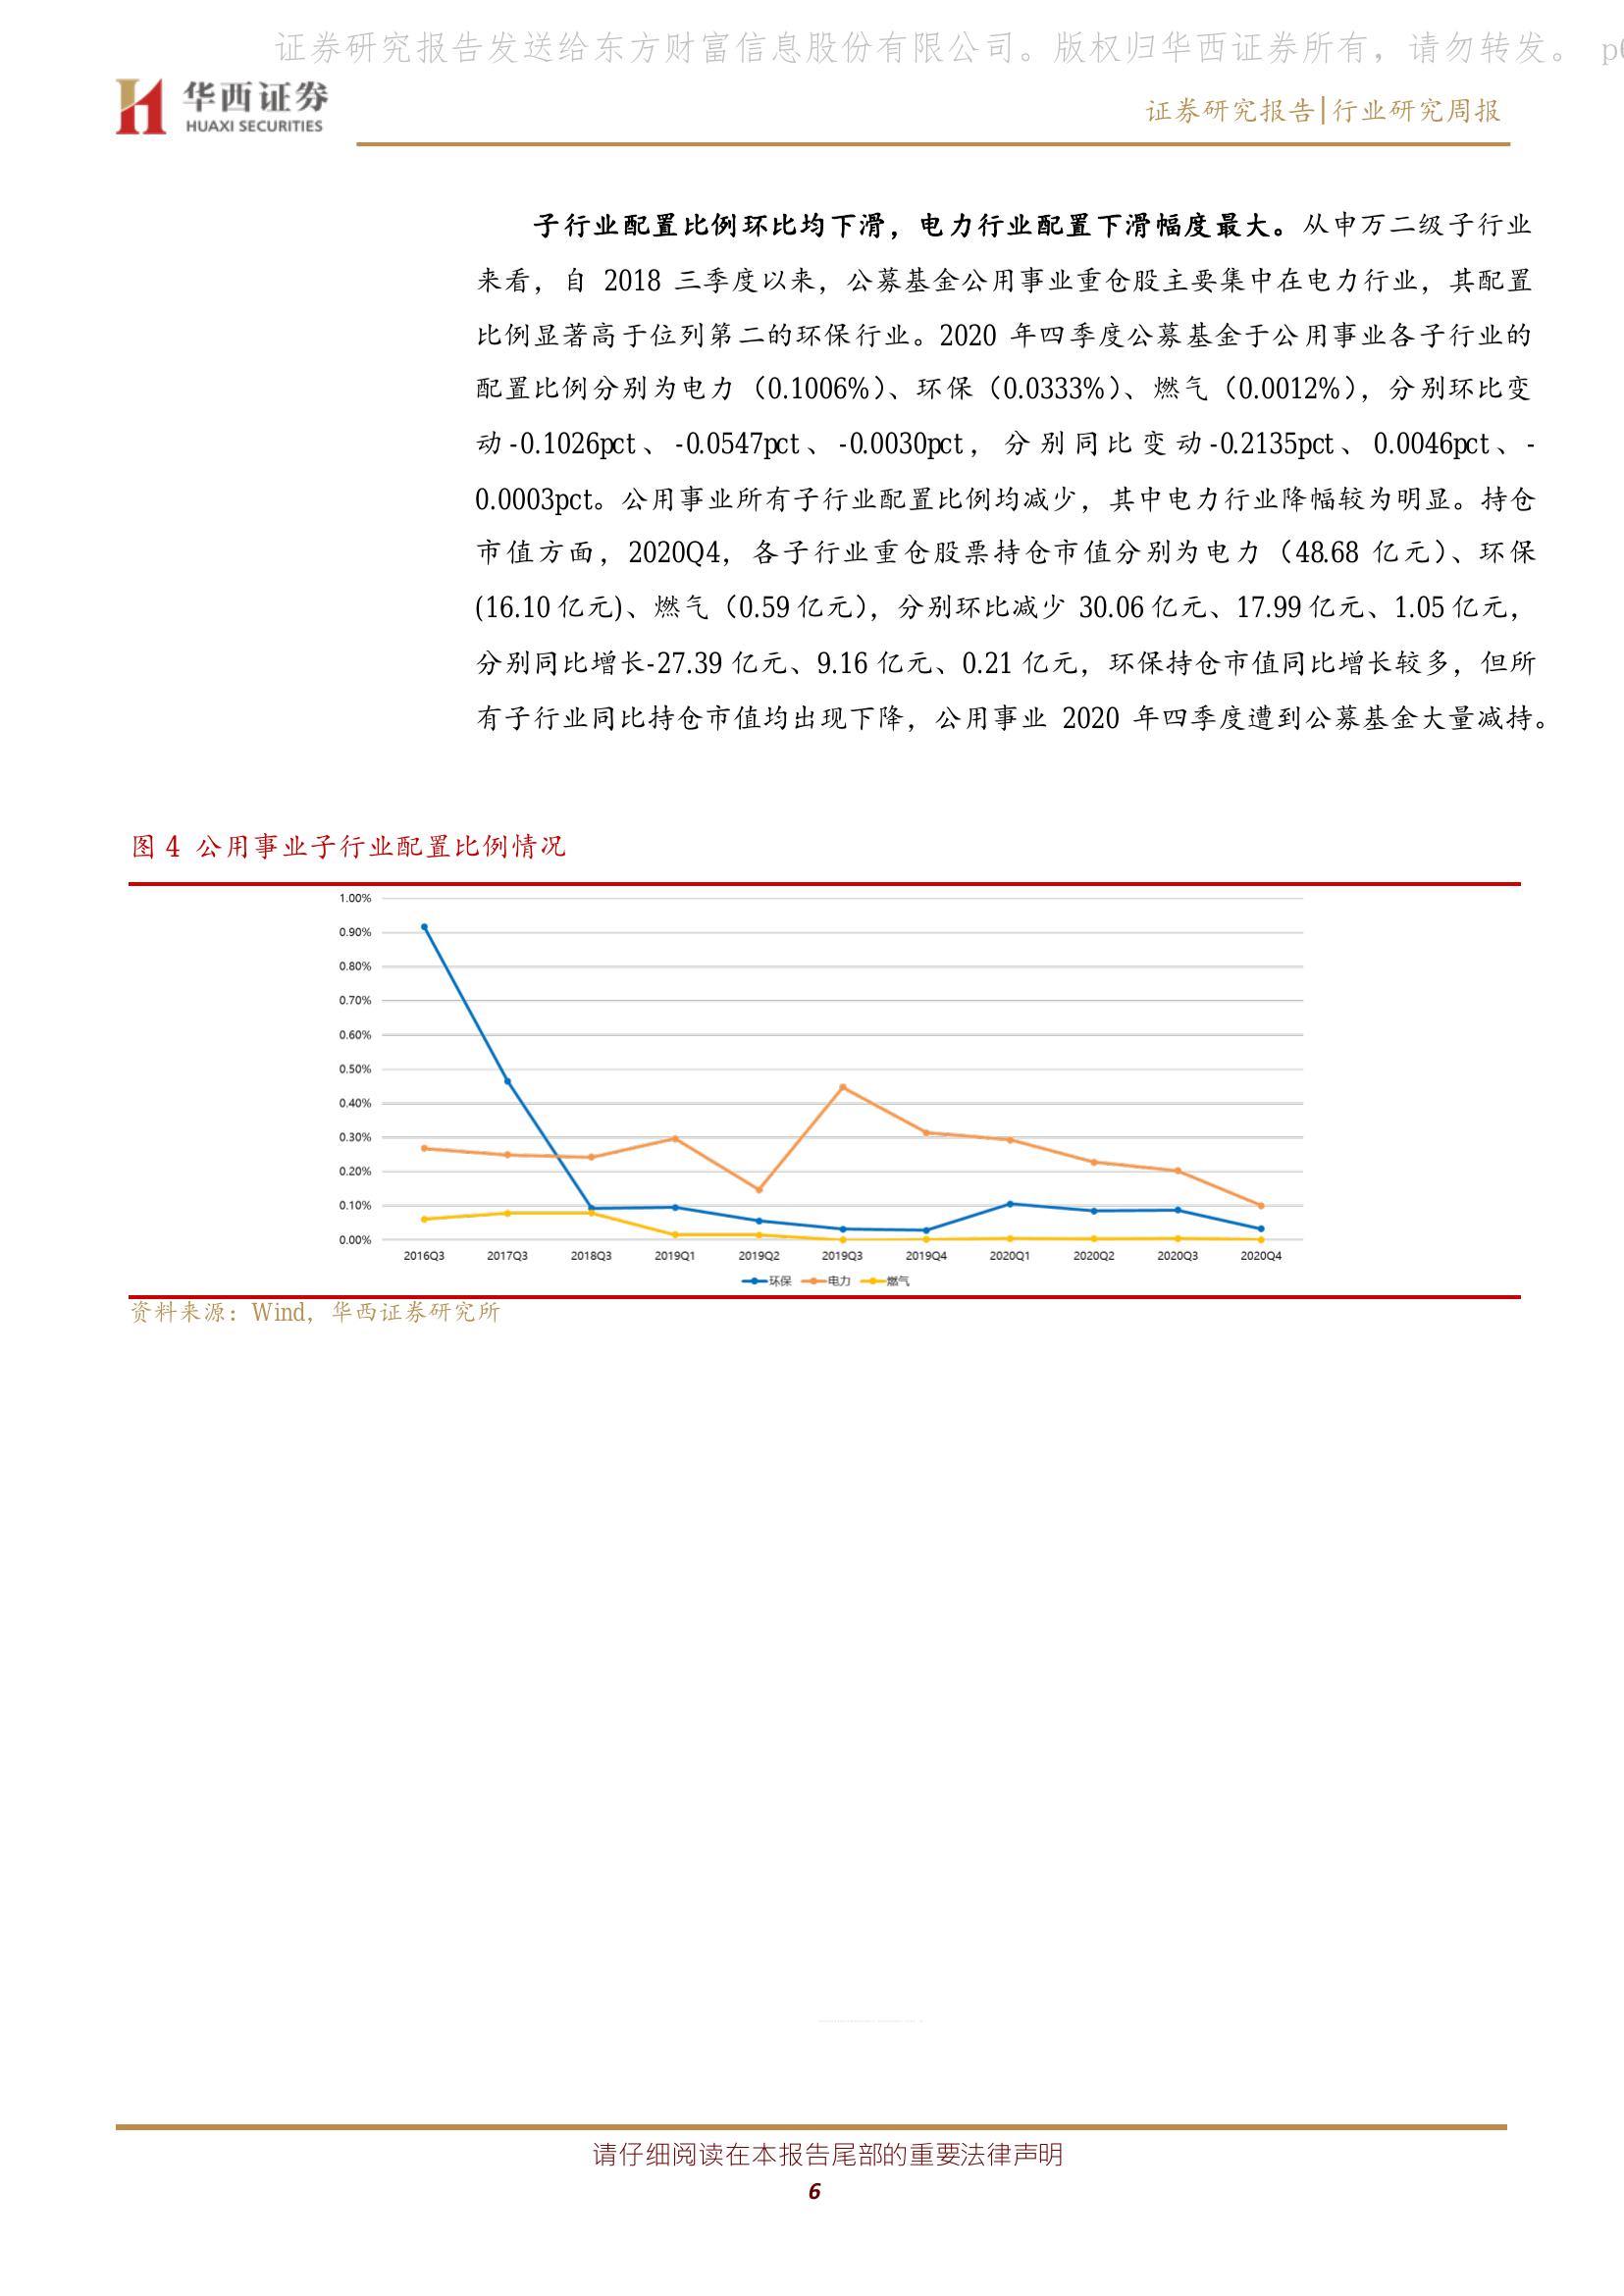 证券研究报告发送给东方财富信息股份有限公司。版权归华西证券所有，请勿转发。 p6
华西证券
HUAXI SECURITIES
证券研究报告|行业研究周报
子行业配置比例环比均下滑，电力行业配置下滑幅度最大。从申万二级子行业
来看，自 2018 三季度以来，公募基金公用事业重仓股主要集中在电力行业，其配置
比例显著高于位列第二的环保行业。2020 年四季度公募基金于公用事业各子行业的
配置比例分别为电力（0.1006%）、环保（0.0333%）、燃气（0.0012%），分别环比变
动-0.1026pct、-0.0547pct、-0.0030pct，分别同比变动-0.2135pct、0.0046pct、-
0.0003pct。公用事业所有子行业配置比例均减少，其中电力行业降幅较为明显。持仓
市值方面，2020Q4，各子行业重仓股票持仓市值分别为电力（48.68 亿元）、环保
(16.10 亿元)、燃气（0.59 亿元），分别环比减少 30.06 亿元、17.99 亿元、1.05 亿元，
分别同比增长-27.39 亿元、9.16 亿元、0.21 亿元，环保持仓市值同比增长较多，但所
有子行业同比持仓市值均出现下降，公用事业 2020 年四季度遭到公募基金大量减持。
图 4 公用事业子行业配置比例情况
1.00%
0.90%
0.80%
0.70%
0.60%
0.50%
0.40%
0.30%
0.20%
0.10%
0.00%
2016Q3 2017Q3 2018Q3 2019Q1 2019Q2 2019Q3 2019Q4 2020Q1 2020Q2 2020Q3 2020Q4
环保 电力 燃气
资料来源：Wind，华西证券研究所
请仔细阅读在本报告尾部的重要法律声明
6